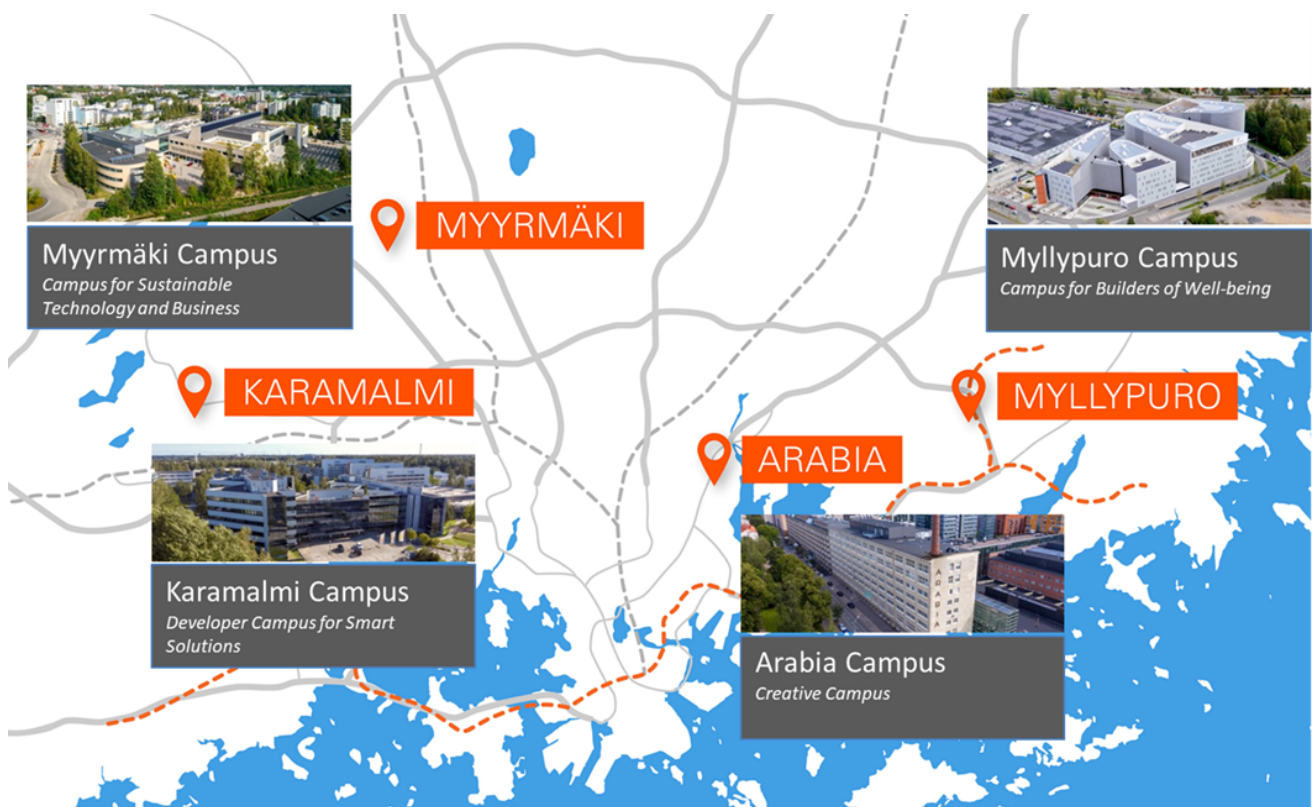 MYYRMÄKI
Myyrmäki Campus
Campus for Sustainable
Technology and Business
Myllypuro Campus
Campus for Builders of Well-being
KARAMALMI
MYLLYPURO
ARABIA
Karamalmi Campus
Developer Campus for Smart
Solutions
ARABIA
Arabia Campus
Creative Campus